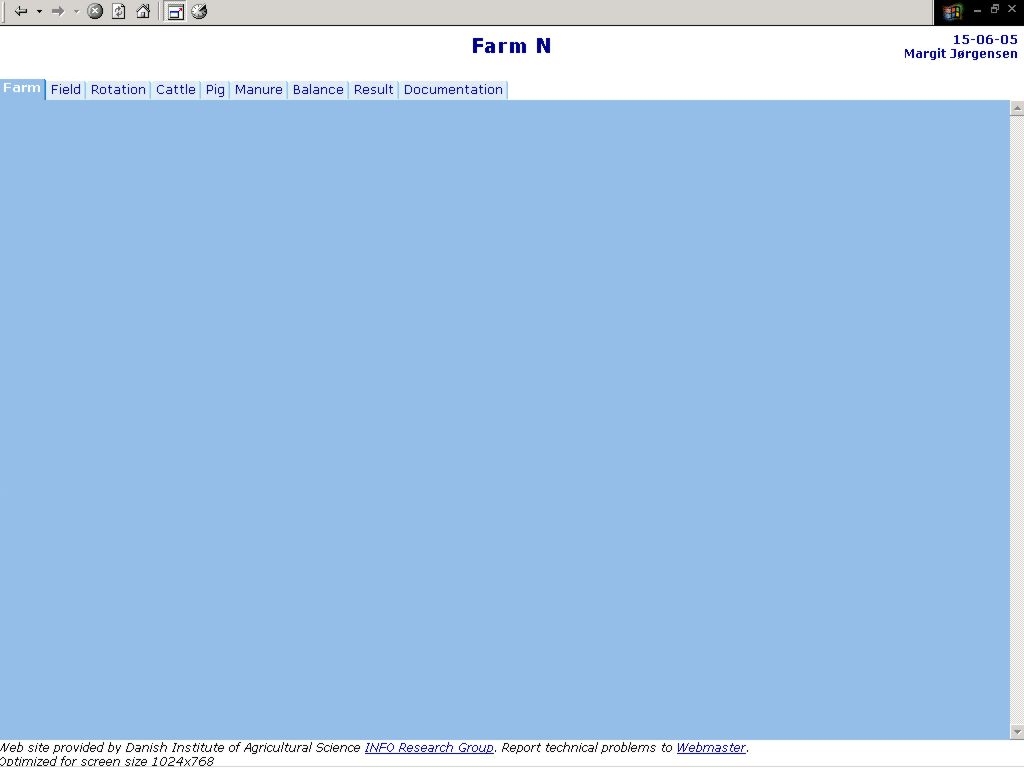 Farm N
15-06-05
Margit Jørgensen
Farm Field Rotation Cattle Pig Manure Balance Result Documentation
Web site provided by Danish Institute of Agricultural Science INFO Research Group. Report technical problems to Webmaster.
Optimized for screen size 1024x768